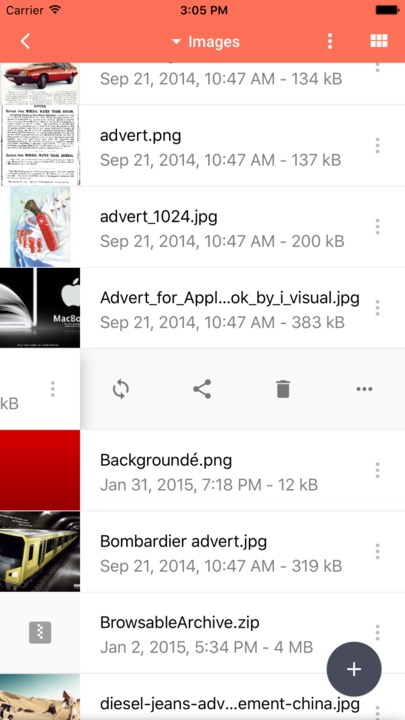 Carrier 3:05 PM
Images
Sep 21, 2014, 10:47 AM - 134 kB
advert.png
Sep 21, 2014, 10:47 AM - 137 kB
advert_1024.jpg
Sep 21, 2014, 10:47 AM - 200 kB
Advert_for_Appl...ok_by_i_visual.jpg
Sep 21, 2014, 10:47 AM - 383 kB
MacBo
kB
Backgroundé.png
Jan 31, 2015, 7:18 PM - 12 kB
Bombardier advert.jpg
Sep 21, 2014, 10:47 AM - 319 kB
BrowsableArchive.zip
Jan 2, 2015, 5:34 PM - 4 MB
diesel-jeans-adv...ement-china.jpg